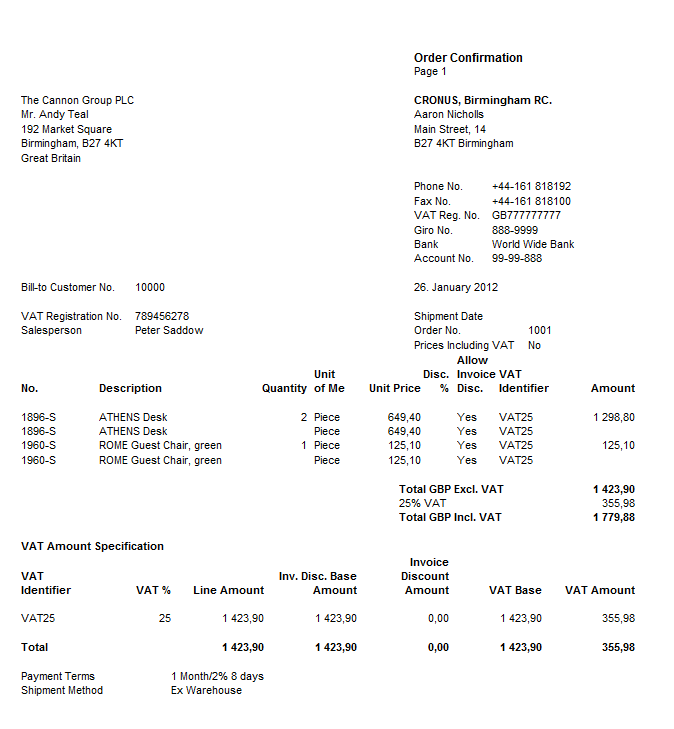 Order Confirmation
Page 1
The Cannon Group PLC
Mr. Andy Teal
192 Market Square
Birmingham, B27 4KT
Great Britain
CRONUS, Birmingham RC.
Aaron Nicholls
Main Street, 14
B27 4KT Birmingham
Phone No. +44-161 818192
Fax No. +44-161 818100
VAT Reg. No. GB777777777
Giro No. 888-9999
Bank World Wide Bank
Account No. 99-99-888
Bill-to Customer No. 10000
26. January 2012
VAT Registration No. 789456278
Salesperson Peter Saddow
Shipment Date
Order No. 1001
Prices Including VAT No
Allow
Unit Disc. Invoice VAT
No. Description Quantity of Me Unit Price % Disc. Identifier Amount
1896-S ATHENS Desk 2 Piece 649,40 Yes VAT25 1 298,80
1896-S ATHENS Desk Piece 649,40 Yes VAT25
1960-S ROME Guest Chair, green 1 Piece 125,10 Yes VAT25 125,10
1960-S ROME Guest Chair, green Piece 125,10 Yes VAT25
Total GBP Excl. VAT 1 423,90
25% VAT 355,98
Total GBP Incl. VAT 1 779,88
VAT Amount Specification
Invoice
VAT Inv. Disc. Base Discount
Identifier VAT % Line Amount Amount Amount VAT Base VAT Amount
VAT25 25 1 423,90 1 423,90 0,00 1 423,90 355,98
Total 1 423,90 1 423,90 0,00 1 423,90 355,98
Payment Terms 1 Month/2% 8 days
Shipment Method Ex Warehouse